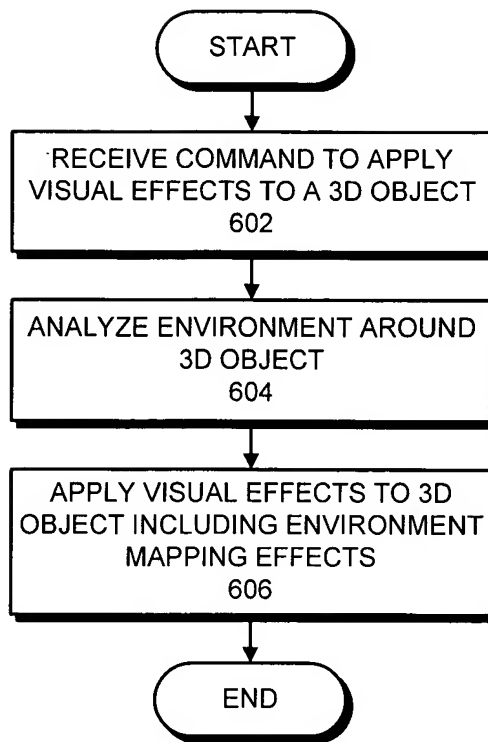 START
RECEIVE COMMAND TO APPLY
VISUAL EFFECTS TO A 3D OBJECT
602
ANALYZE ENVIRONMENT AROUND
3D OBJECT
604
APPLY VISUAL EFFECTS TO 3D
OBJECT INCLUDING ENVIRONMENT
MAPPING EFFECTS
606
END